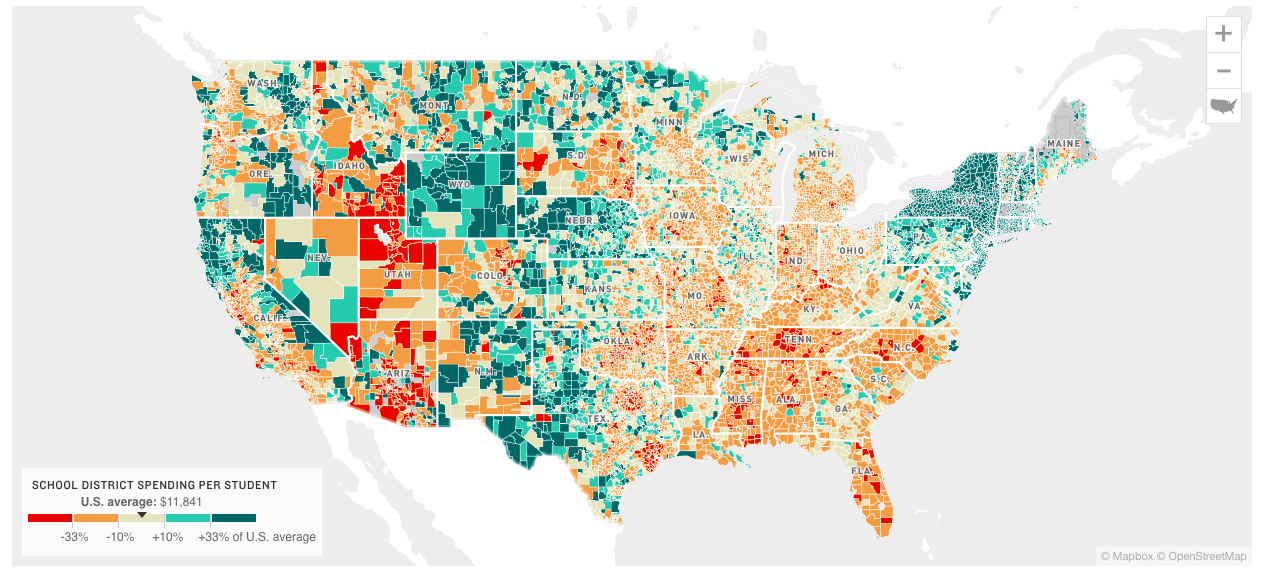 +
−
WASH.
MONT.
N.D.
MINN.
MAINE
ORE.
IDAHO
S.D.
WIS.
MICH.
WYO.
N.Y.
NEBR.
IOWA
PA.
NEV.
UTAH
COLO.
ILL.
IND.
OHIO
KANS.
MO.
KY.
VA.
CALIF.
OKLA.
ARK.
TENN.
N.C.
ARIZ.
N.M.
S.C.
MISS.
ALA.
GA.
TEX.
LA.
FLA.
SCHOOL DISTRICT SPENDING PER STUDENT
U.S. average: $11,841
-33% -10% +10% +33% of U.S. average
© Mapbox © OpenStreetMap